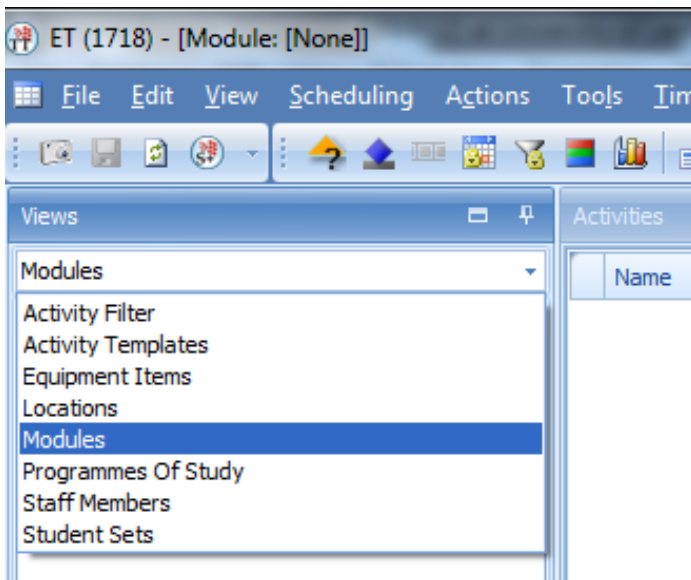 ET (1718) - [Module: [None]]
File Edit View Scheduling Actions Tools Tim
S+
?
Views
Activities
Modules
Name
Activity Filter
Activity Templates
Equipment Items
Locations
Modules
Programmes Of Study
Staff Members
Student Sets